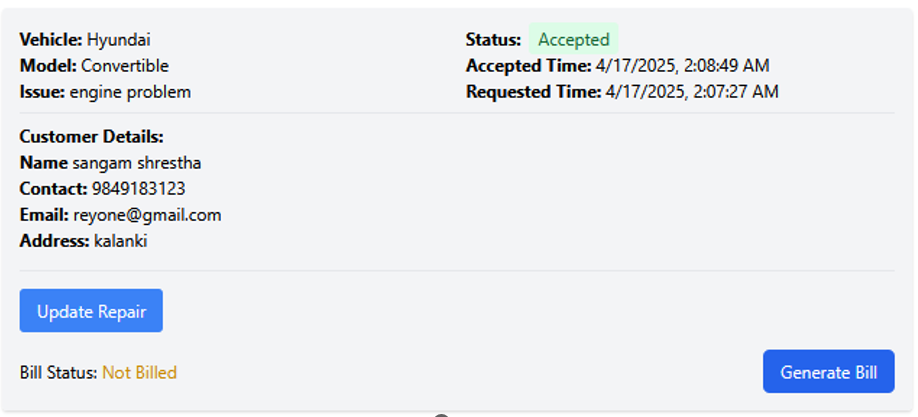 Vehicle: Hyundai
Model: Convertible
Issue: engine problem
Status: Accepted
Accepted Time: 4/17/2025, 2:08:49 AM
Requested Time: 4/17/2025, 2:07:27 AM
Customer Details:
Name sangam shrestha
Contact: 9849183123
Email: reyone@gmail.com
Address: kalanki
Update Repair
Bill Status: Not Billed
Generate Bill